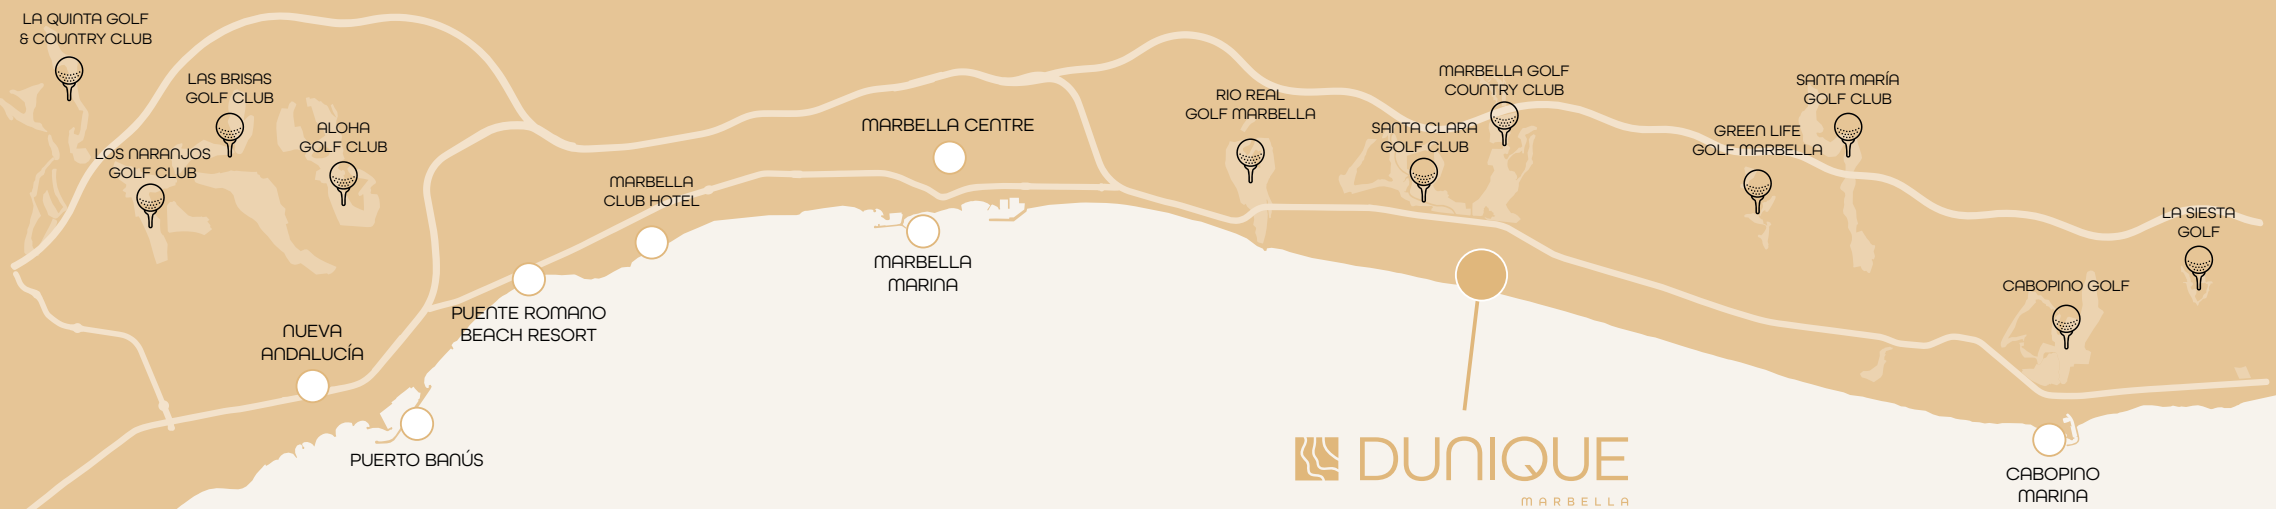 LA QUINTA GOLF
& COUNTRY CLUB
LAS BRISAS
GOLF CLUB
ALOHA
GOLF CLUB
LOS NARANJOS
GOLF CLUB
NUEVA
ANDALUCÍA
PUERTO BANÚS
PUENTE ROMANO
BEACH RESORT
MARBELLA
CLUB HOTEL
MARBELLA CENTRE
MARBELLA
MARINA
RIO REAL
GOLF MARBELLA
SANTA CLARA
GOLF CLUB
MARBELLA GOLF
COUNTRY CLUB
GREEN LIFE
GOLF MARBELLA
SANTA MARÍA
GOLF CLUB
LA SIESTA
GOLF
CABOPINO GOLF
CABOPINO
MARINA
DUNIQUE
MARBELLA